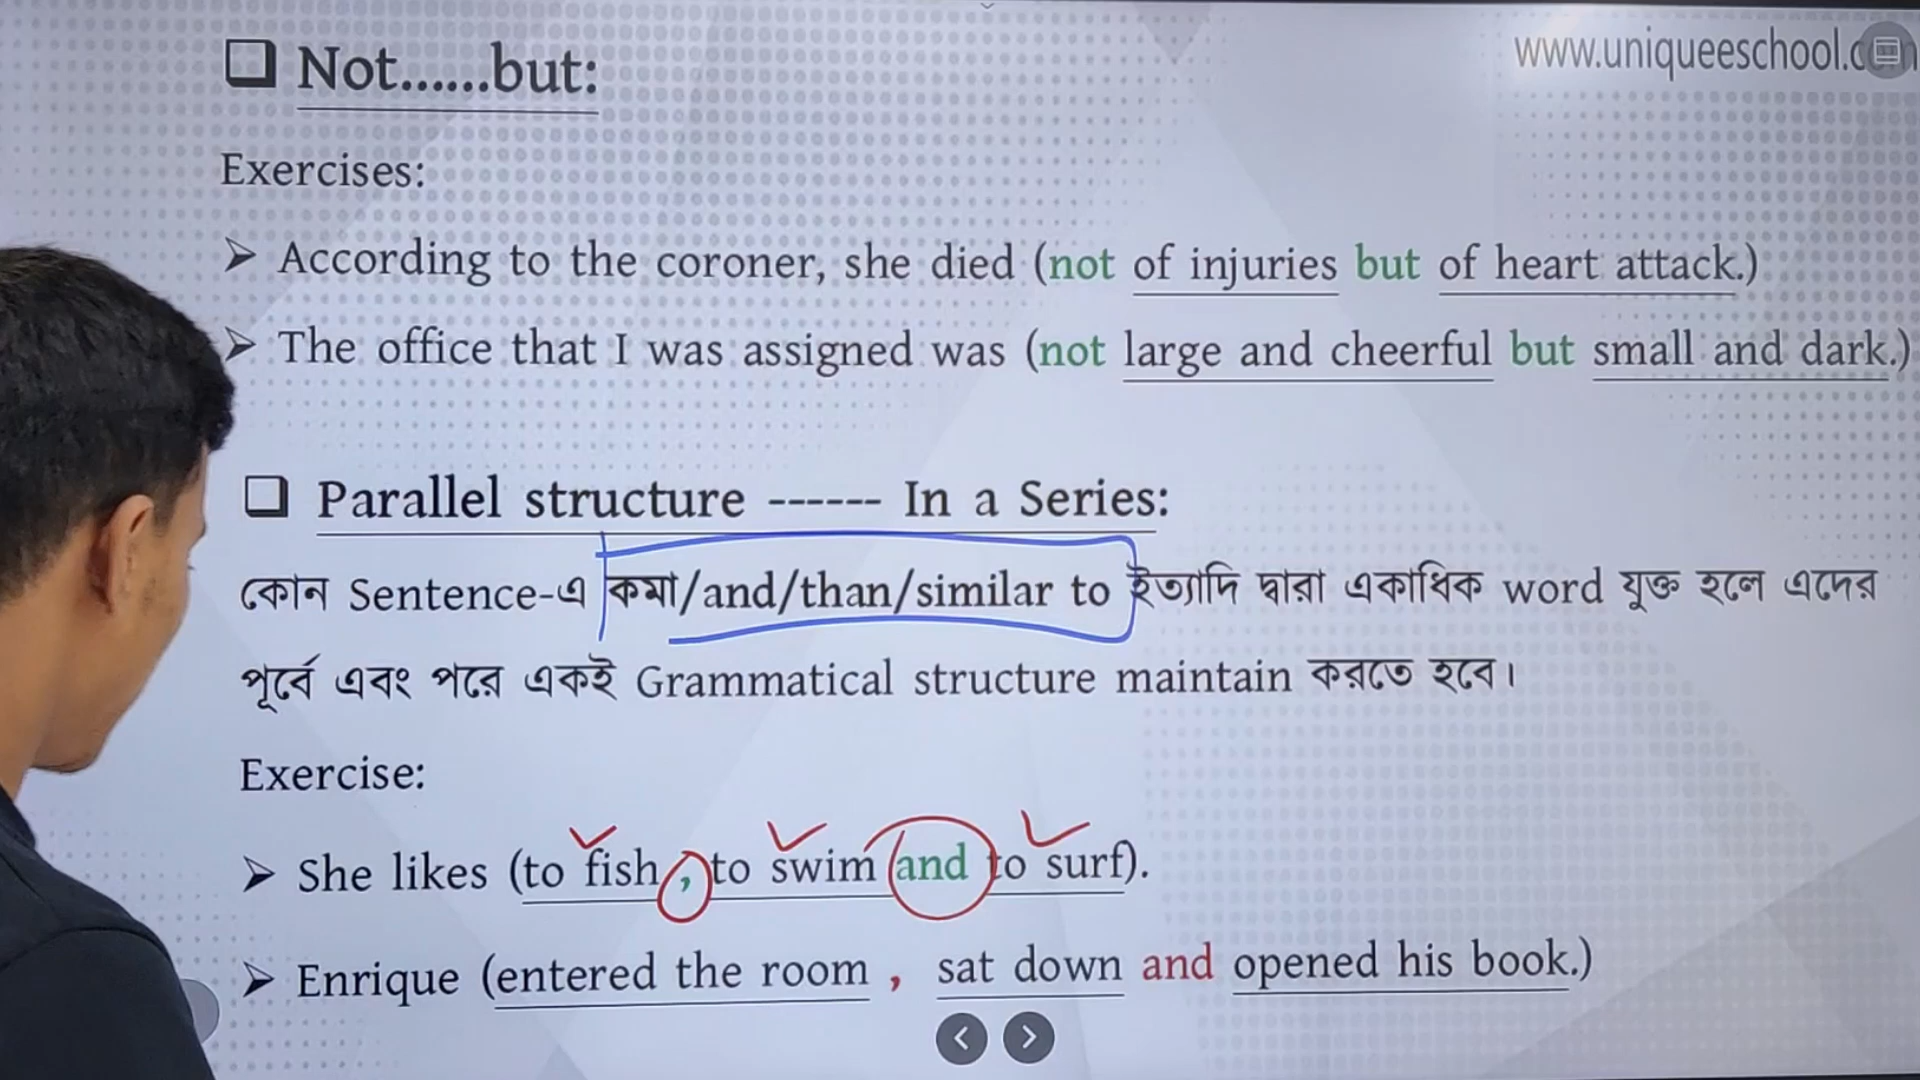 www.uniqueeschool.c
❑ Not......but:
Exercises:
➢ According to the coroner, she died (not of injuries but of heart attack.)
➢ The office that I was assigned was (not large and cheerful but small and dark.)
❑ Parallel structure ------ In a Series:
কোন Sentence-এ কমা/and/than/similar to ইত্যাদি দ্বারা একাধিক word যুক্ত হলে এদের
পূর্বে এবং পরে একই Grammatical structure maintain করতে হবে।
Exercise:
➢ She likes (to fish , to swim and to surf).
➢ Enrique (entered the room , sat down and opened his book.)